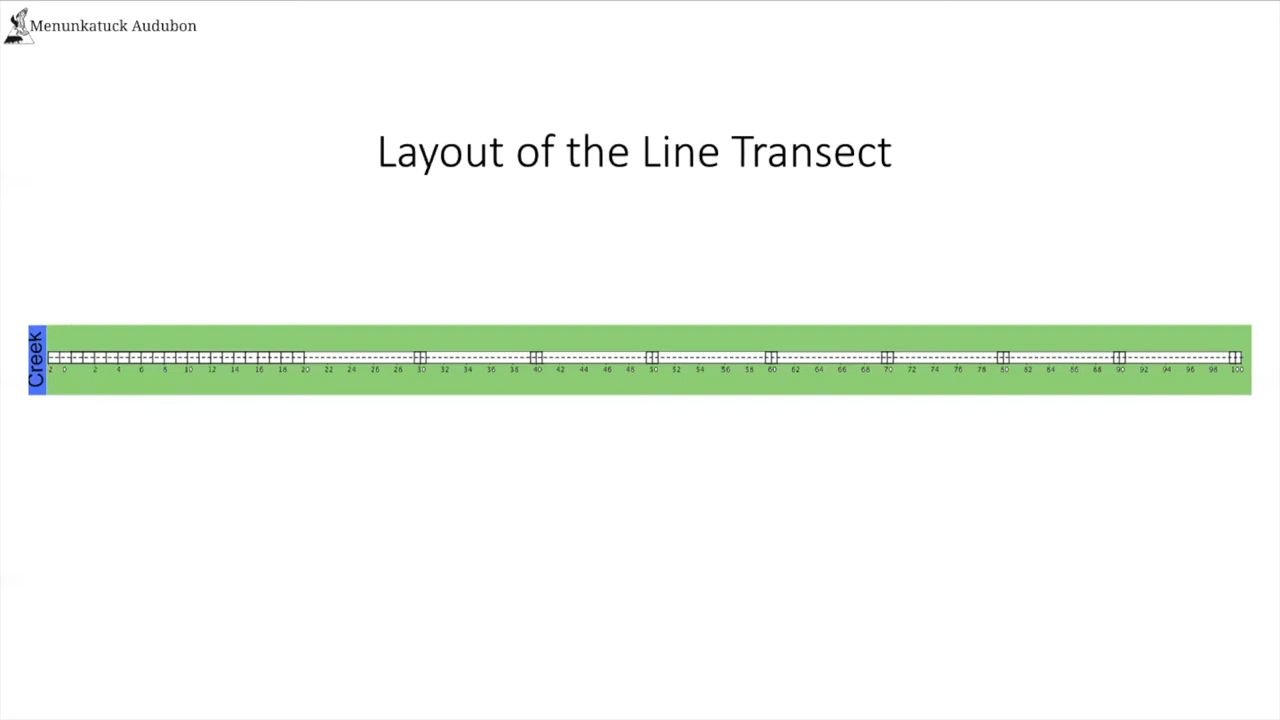 Menunkatuck Audubon
Layout of the Line Transect
Creek
2 0 2 4 6 8 10 12 14 16 18 20 22 24 26 28 30 32 34 36 38 40 42 44 46 48 50 52 54 56 58 60 62 64 66 68 70 72 74 76 78 80 82 84 86 88 90 92 94 96 98 100